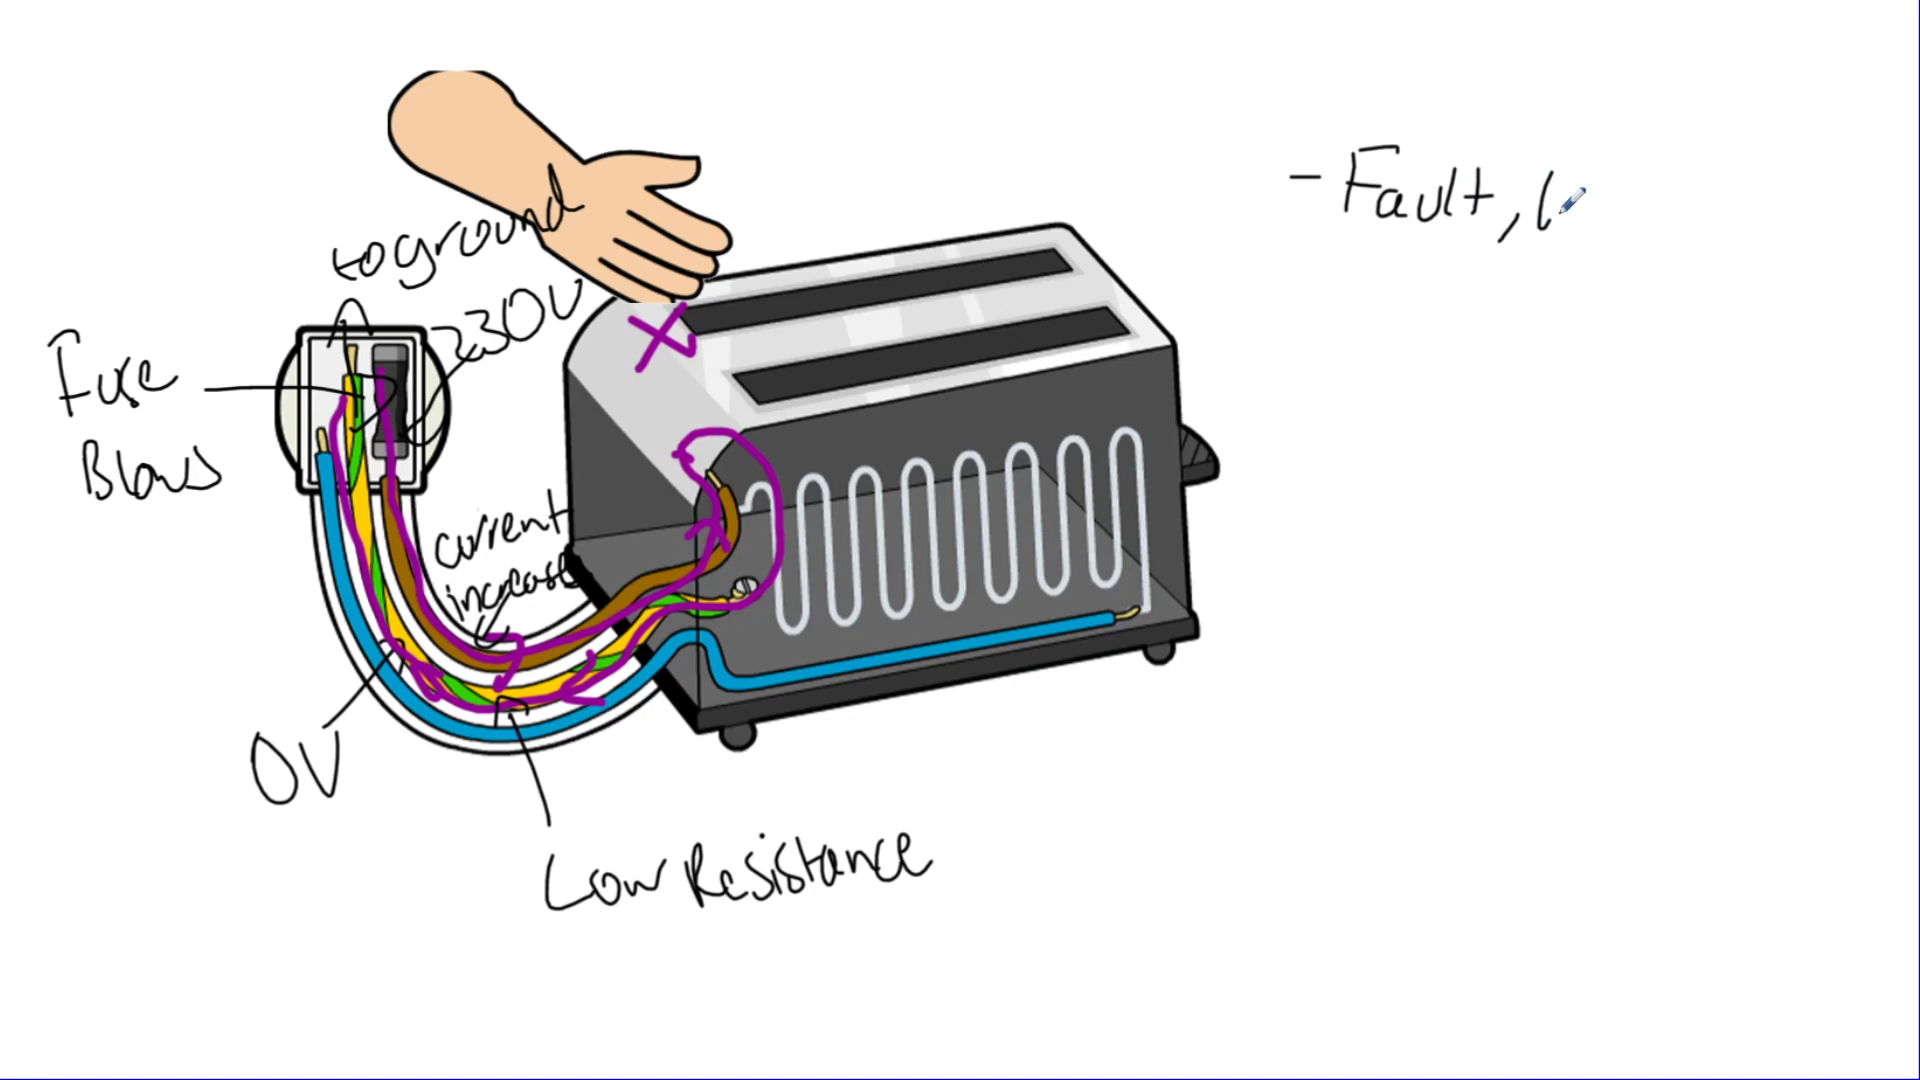 to ground
230V
- Fault,
Fuse
Blows
current
increase
0V
Low Resistance